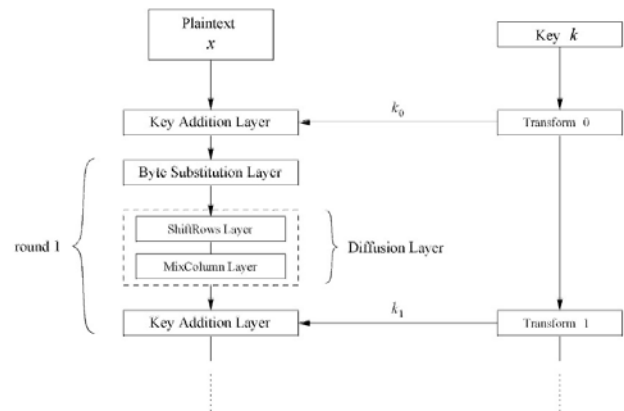 Plaintext
x
Key k
k0
Key Addition Layer
Transform 0
Byte Substitution Layer
ShiftRows Layer
round 1
Diffusion Layer
MixColumn Layer
k1
Key Addition Layer
Transform 1